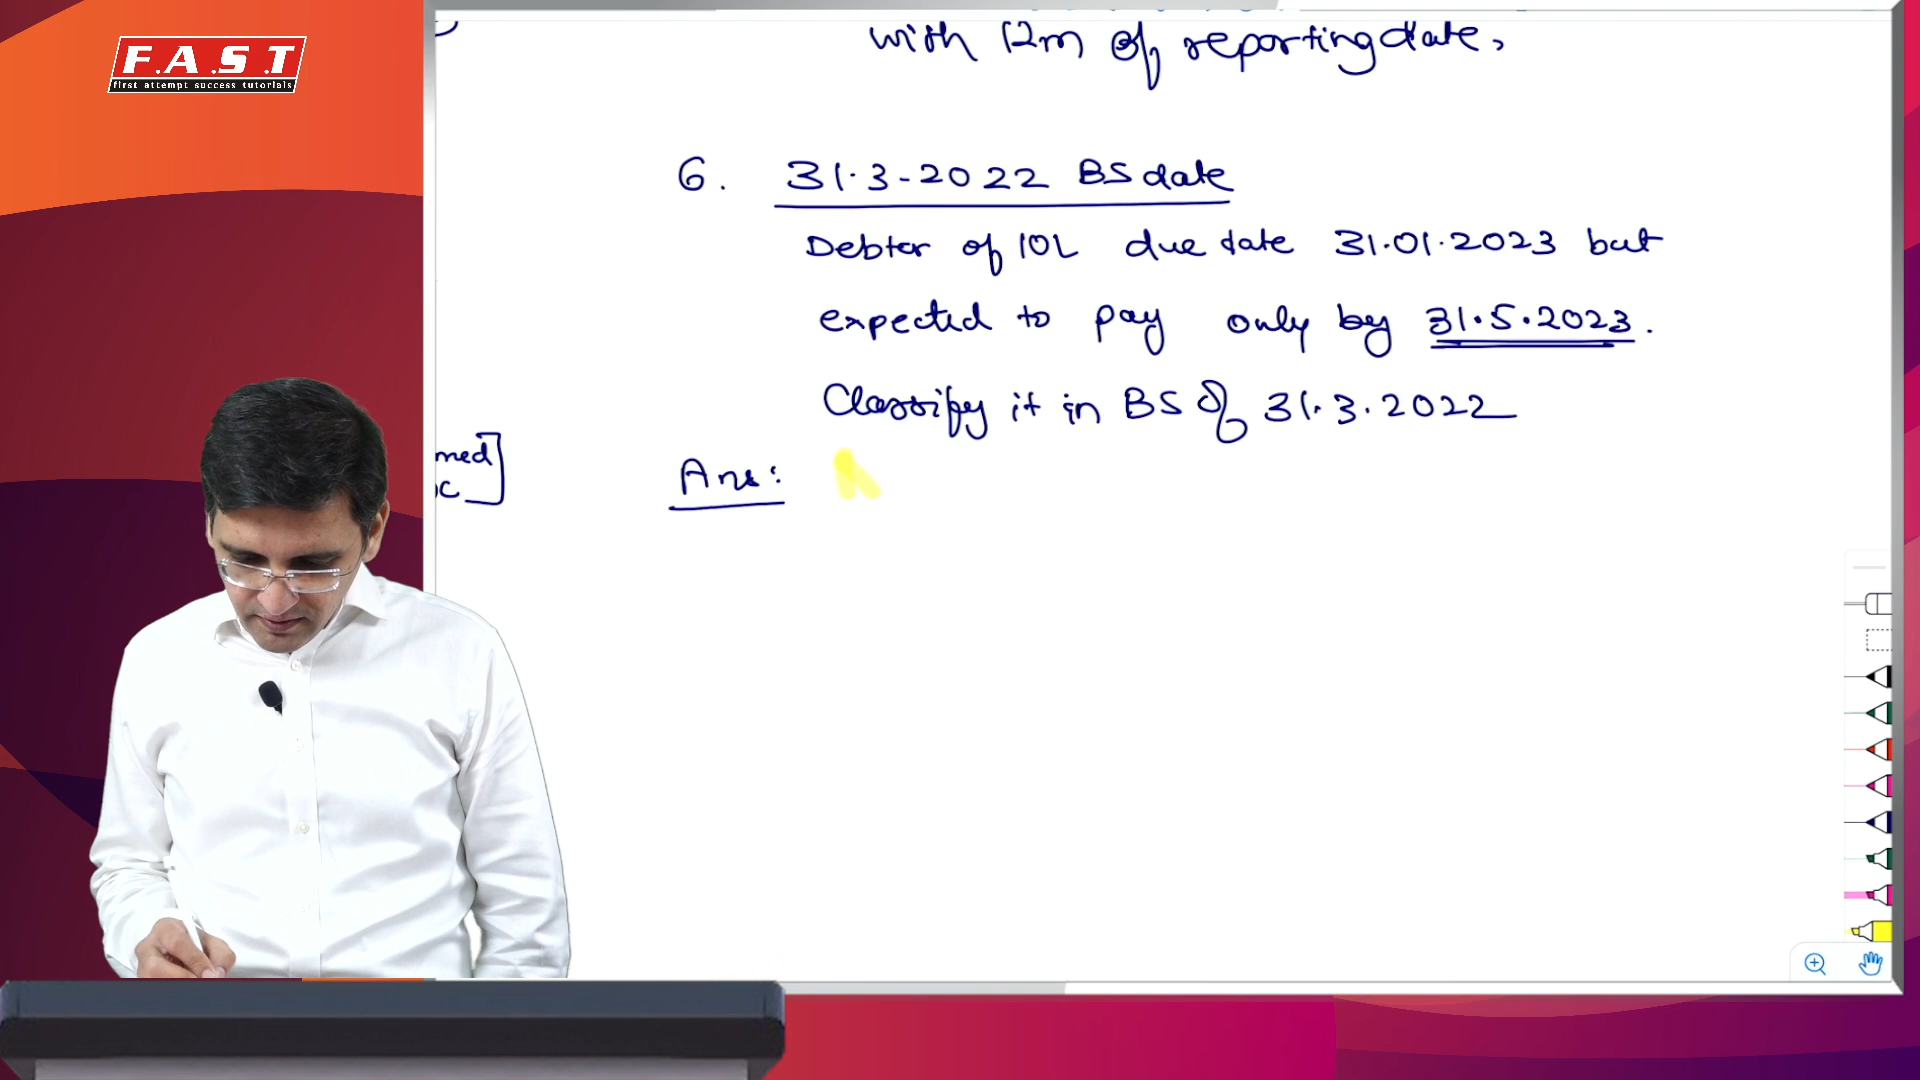 F.A.S.T
first attempt success tutorials
with 12m of reporting date.
6. 31.3-2022 BS date
Debtor of 10L due date 31.01.2023 but
expected to pay only by 31.5.2023.
Classify it in BS of 31.3.2022
med]
C
Ans: